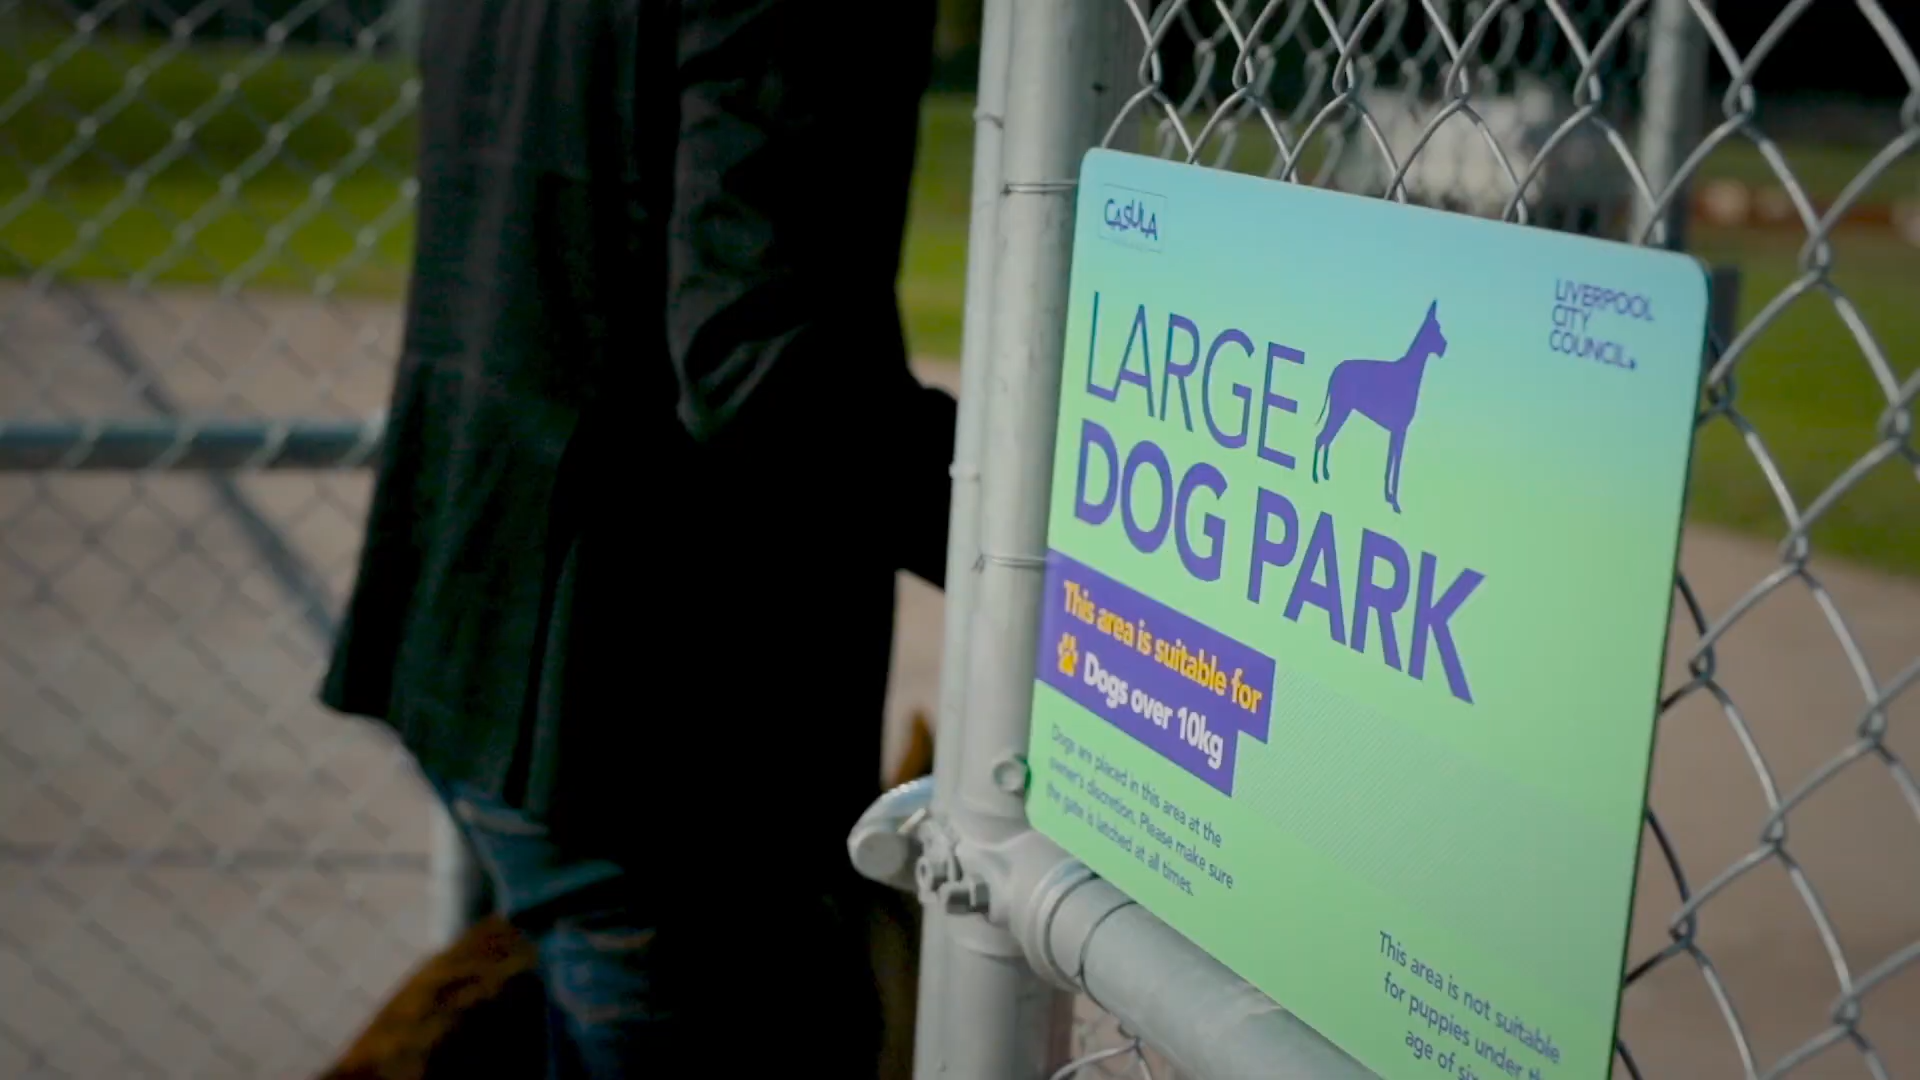 CASULA
LIVERPOOL
CITY
COUNCIL
LARGE
DOG PARK
This area is suitable for
Dogs over 10kg
Dogs are placed in this area at the
owner's discretion. Please make sure
the gate is latched at all times.
This area is not suitable
for puppies under
age of